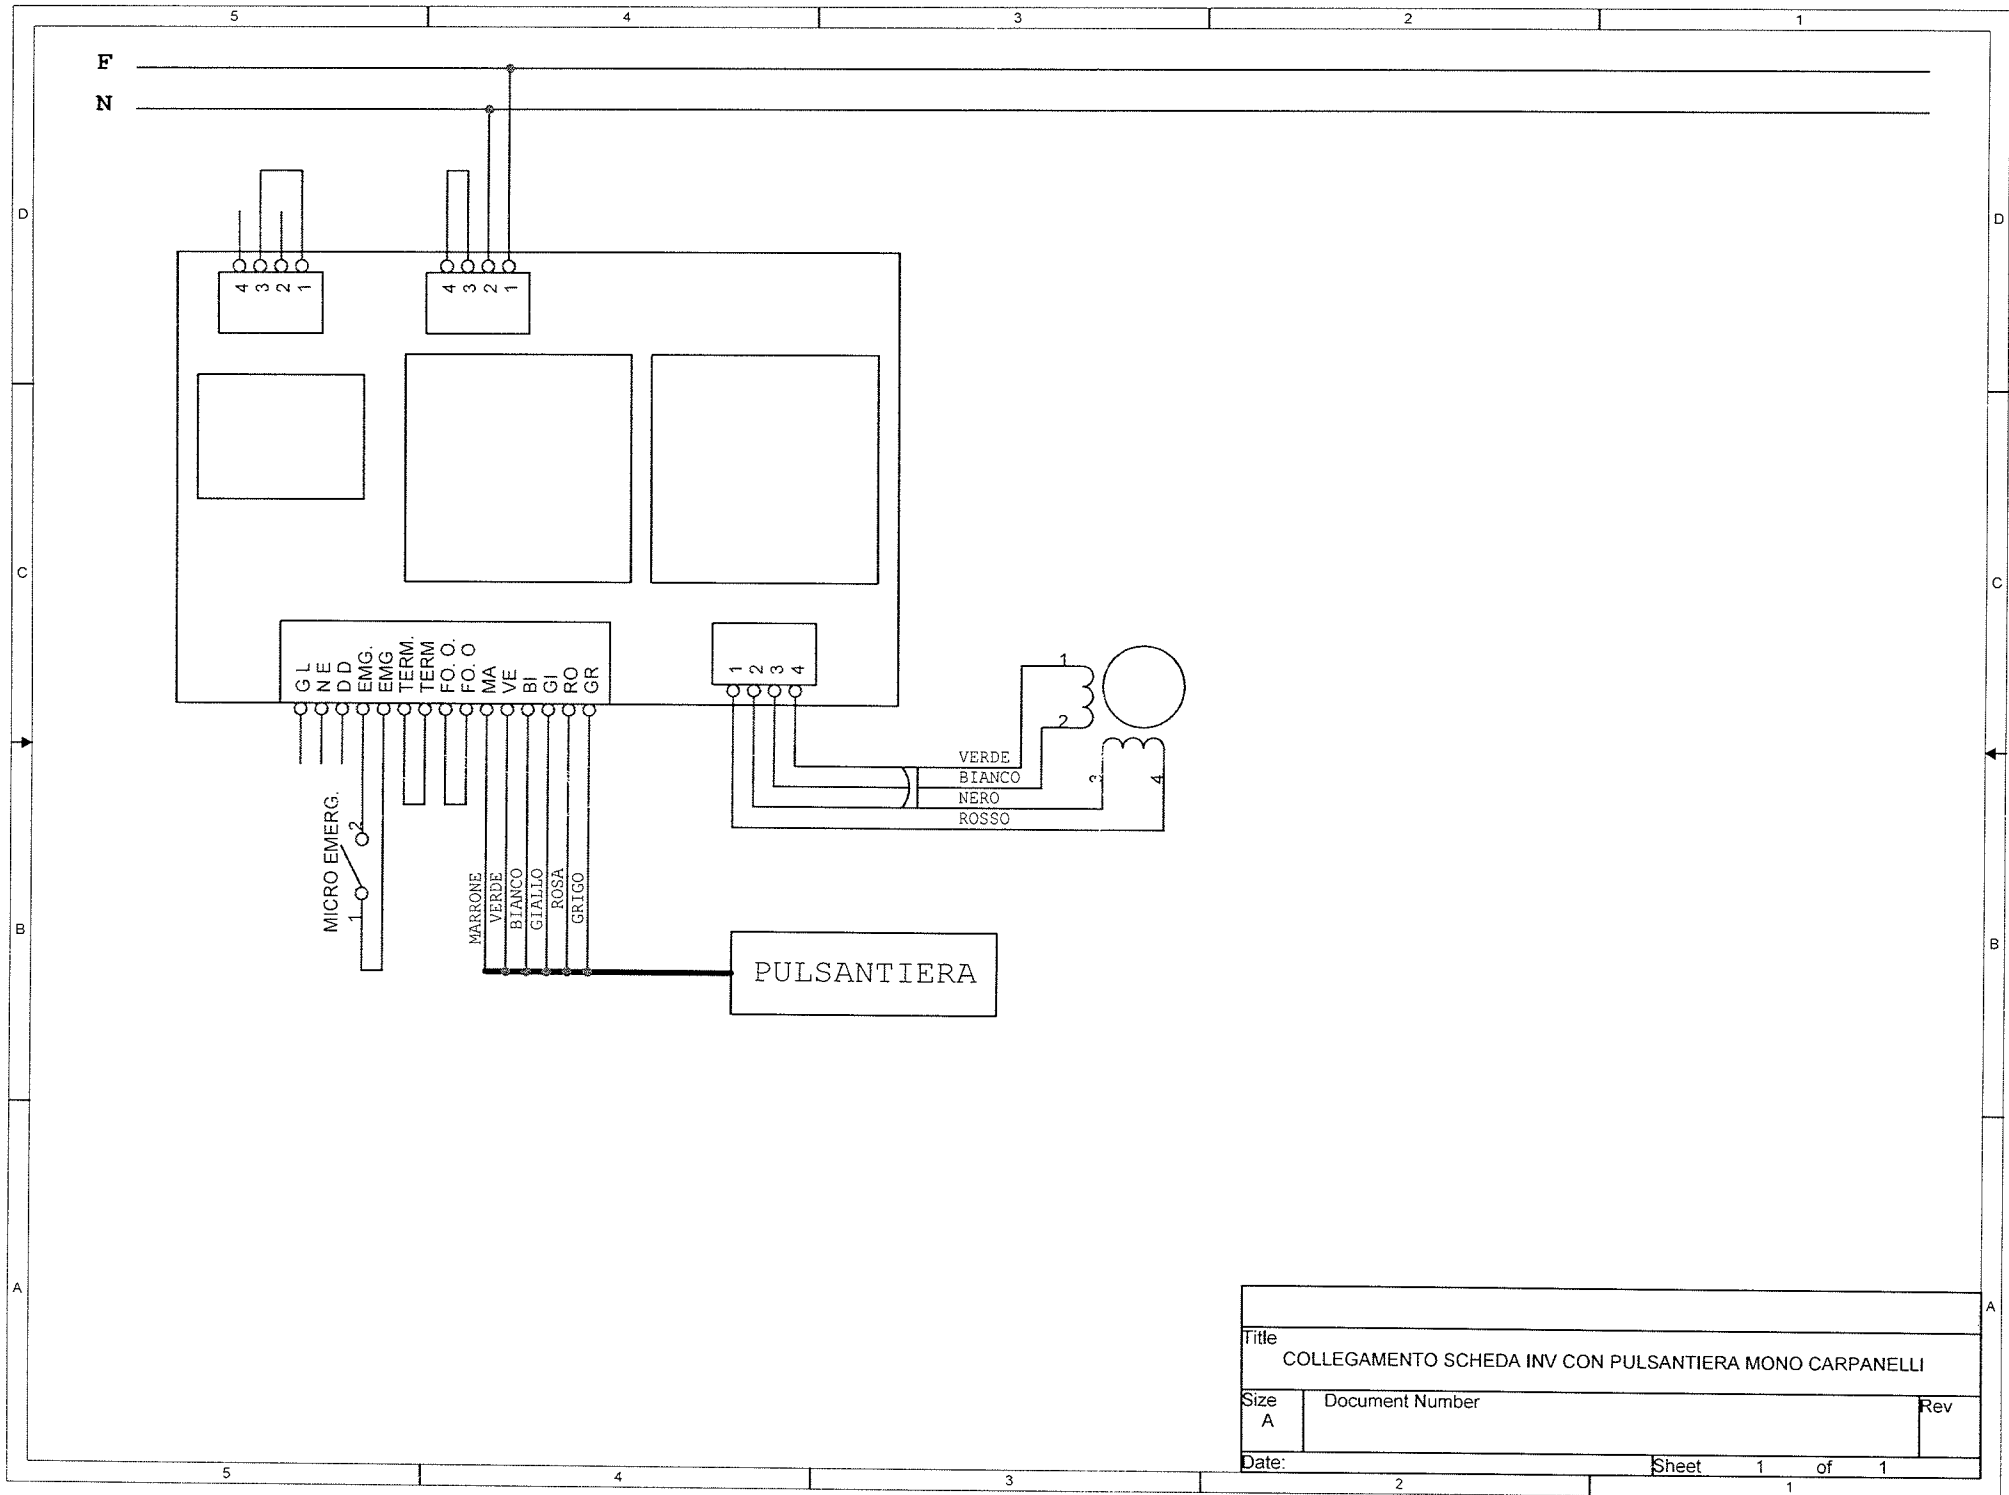 5 4 3 2 1
F
N
D D
4 3 2 1
4 3 2 1
C C
G L
N E
D D
EMG.
EMG
TERM.
TERM
FO. O.
FO. O
MA
VE
BI
GI
RO
GR
1 2 3 4
1
2
3
4
VERDE
BIANCO
NERO
ROSSO
MICRO EMERG.
2
1
MARRONE
VERDE
BIANCO
GIALLO
ROSA
GRIGO
B B
PULSANTIERA
A A
Title
COLLEGAMENTO SCHEDA INV CON PULSANTIERA MONO CARPANELLI
Size
A
Document Number
Rev
Date:
Sheet 1 of 1
5 4 3 2 1